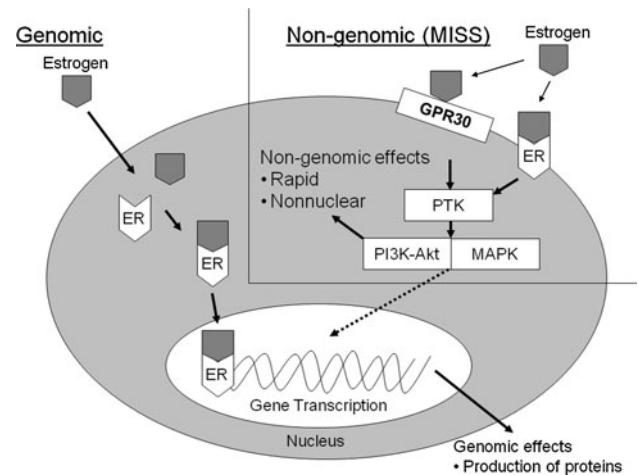 Genomic
Estrogen
ER
ER
ER
Non-genomic (MISS)
Estrogen
GPR30
ER
Non-genomic effects
• Rapid
• Nonnuclear
PTK
PI3K-Akt
MAPK
Gene Transcription
Nucleus
Genomic effects
• Production of proteins